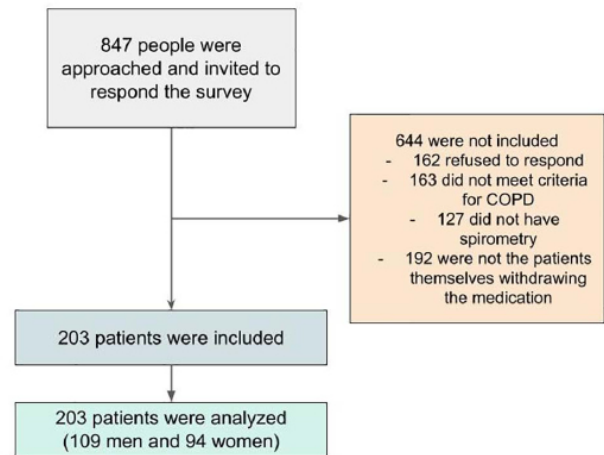 847 people were
approached and invited to
respond the survey
644 were not included
- 162 refused to respond
- 163 did not meet criteria
for COPD
- 127 did not have
spirometry
- 192 were not the patients
themselves withdrawing
the medication
203 patients were included
203 patients were analyzed
(109 men and 94 women)